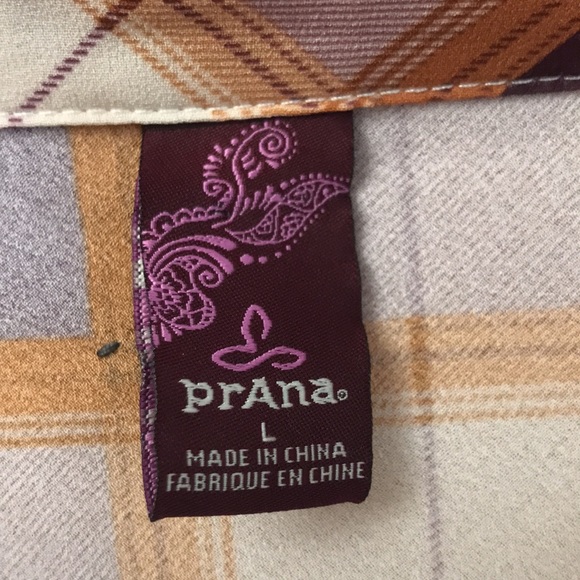 prAna®
L
MADE IN CHINA
FABRIQUE EN CHINE